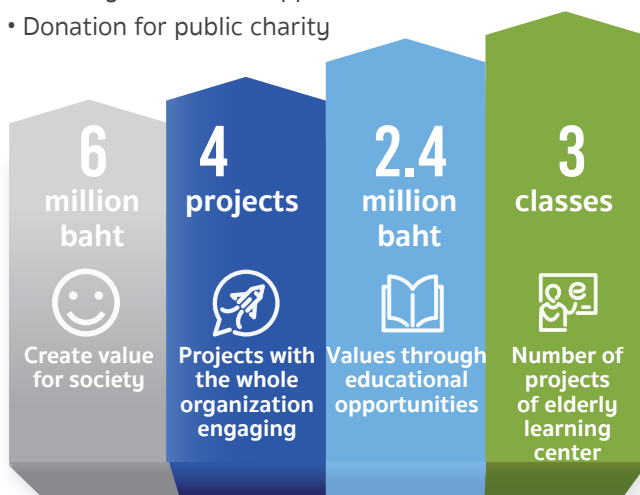 • Donation for public charity
6
million
baht
Create value
for society
4
projects
Projects with
the whole
organization
engaging
2.4
million
baht
Values through
educational
opportunities
3
classes
Number of
projects
of elderly
learning
center